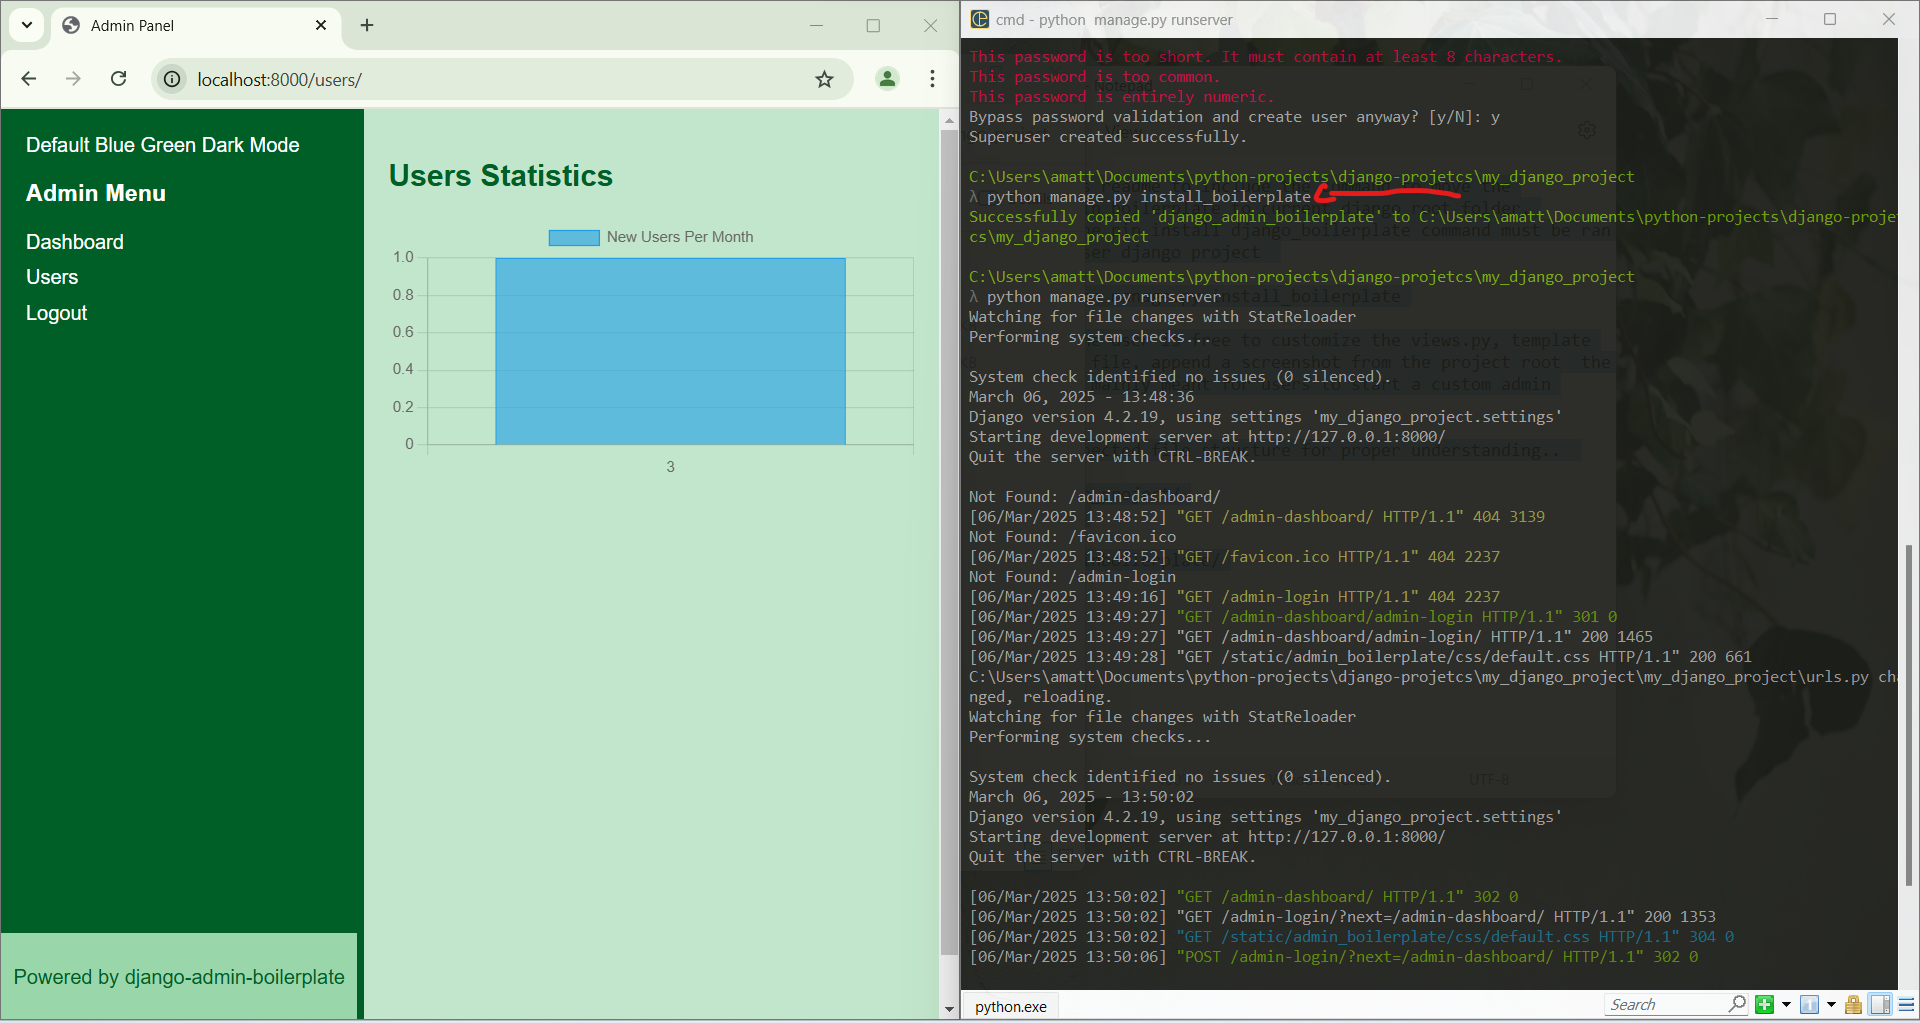 Admin Panel
localhost:8000/users/
Default Blue Green Dark Mode
Admin Menu
Dashboard
Users
Logout
Powered by django-admin-boilerplate
Users Statistics
New Users Per Month
1.0
0.8
0.6
0.4
0.2
0
3
cmd - python  manage.py runserver
This password is too short. It must contain at least 8 characters.
This password is too common.
This password is entirely numeric.
Bypass password validation and create user anyway? [y/N]: y
Superuser created successfully.
C:\Users\amatt\Documents\python-projects\django-projetcs\my_django_project
λ python manage.py install_boilerplate
Successfully copied 'django_admin_boilerplate' to C:\Users\amatt\Documents\python-projects\django-projet
cs\my_django_project
C:\Users\amatt\Documents\python-projects\django-projetcs\my_django_project
λ python manage.py runserver
Watching for file changes with StatReloader
Performing system checks...
System check identified no issues (0 silenced).
March 06, 2025 - 13:48:36
Django version 4.2.19, using settings 'my_django_project.settings'
Starting development server at http://127.0.0.1:8000/
Quit the server with CTRL-BREAK.
Not Found: /admin-dashboard/
[06/Mar/2025 13:48:52] "GET /admin-dashboard/ HTTP/1.1" 404 3139
Not Found: /favicon.ico
[06/Mar/2025 13:48:52] "GET /favicon.ico HTTP/1.1" 404 2237
Not Found: /admin-login
[06/Mar/2025 13:49:16] "GET /admin-login HTTP/1.1" 404 2237
[06/Mar/2025 13:49:27] "GET /admin-dashboard/admin-login HTTP/1.1" 301 0
[06/Mar/2025 13:49:27] "GET /admin-dashboard/admin-login/ HTTP/1.1" 200 1465
[06/Mar/2025 13:49:28] "GET /static/admin_boilerplate/css/default.css HTTP/1.1" 200 661
C:\Users\amatt\Documents\python-projects\django-projetcs\my_django_project\my_django_project\urls.py cha
nged, reloading.
Watching for file changes with StatReloader
Performing system checks...
System check identified no issues (0 silenced).
March 06, 2025 - 13:50:02
Django version 4.2.19, using settings 'my_django_project.settings'
Starting development server at http://127.0.0.1:8000/
Quit the server with CTRL-BREAK.
[06/Mar/2025 13:50:02] "GET /admin-dashboard/ HTTP/1.1" 302 0
[06/Mar/2025 13:50:02] "GET /admin-login/?next=/admin-dashboard/ HTTP/1.1" 200 1353
[06/Mar/2025 13:50:02] "GET /static/admin_boilerplate/css/default.css HTTP/1.1" 304 0
[06/Mar/2025 13:50:06] "POST /admin-login/?next=/admin-dashboard/ HTTP/1.1" 302 0
python.exe
Search